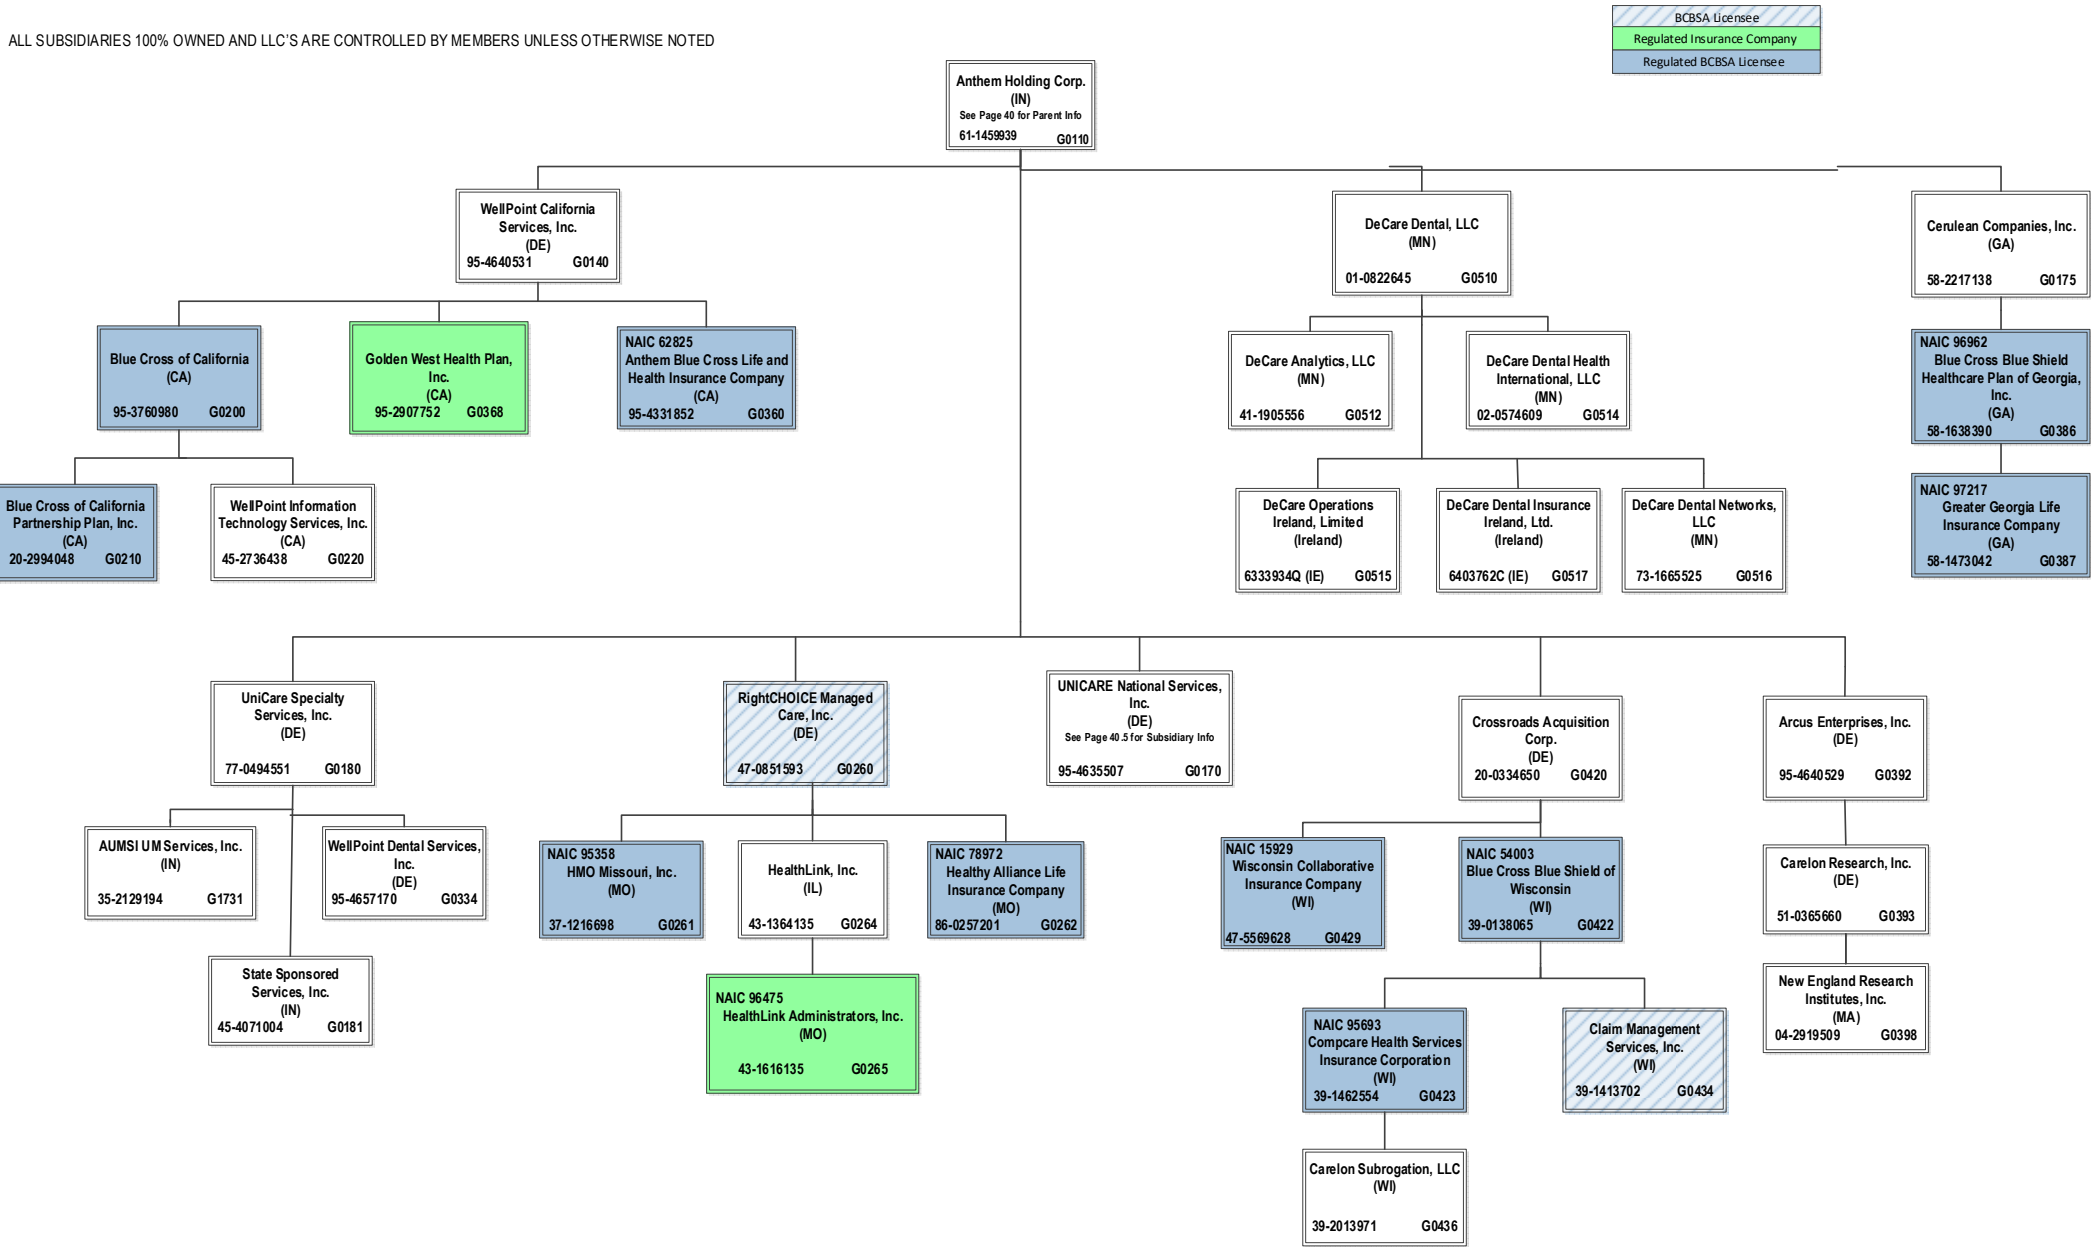 BCBSA Licensee
Regulated Insurance Company
Regulated BCBSA Licensee
ALL SUBSIDIARIES 100% OWNED AND LLC'S ARE CONTROLLED BY MEMBERS UNLESS OTHERWISE NOTED
Anthem Holding Corp.
(IN)
See Page 40 for Parent Info
61-1459939 G0110
WellPoint California
Services, Inc.
(DE)
95-4640531 G0140
DeCare Dental, LLC
(MN)
01-0822645 G0510
Cerulean Companies, Inc.
(GA)
58-2217138 G0175
Blue Cross of California
(CA)
95-3760980 G0200
Golden West Health Plan,
Inc.
(CA)
95-2907752 G0368
NAIC 62825
Anthem Blue Cross Life and
Health Insurance Company
(CA)
95-4331852 G0360
DeCare Analytics, LLC
(MN)
41-1905556 G0512
DeCare Dental Health
International, LLC
(MN)
02-0574609 G0514
NAIC 96962
Blue Cross Blue Shield
Healthcare Plan of Georgia,
Inc.
(GA)
58-1638390 G0386
Blue Cross of California
Partnership Plan, Inc.
(CA)
20-2994048 G0210
WellPoint Information
Technology Services, Inc.
(CA)
45-2736438 G0220
DeCare Operations
Ireland, Limited
(Ireland)
6333934Q (IE) G0515
DeCare Dental Insurance
Ireland, Ltd.
(Ireland)
6403762C (IE) G0517
DeCare Dental Networks,
LLC
(MN)
73-1665525 G0516
NAIC 97217
Greater Georgia Life
Insurance Company
(GA)
58-1473042 G0387
UniCare Specialty
Services, Inc.
(DE)
77-0494551 G0180
RightCHOICE Managed
Care, Inc.
(DE)
47-0851593 G0260
UNICARE National Services,
Inc.
(DE)
See Page 40.5 for Subsidiary Info
95-4635507 G0170
Crossroads Acquisition
Corp.
(DE)
20-0334650 G0420
Arcus Enterprises, Inc.
(DE)
95-4640529 G0392
AUMSI UM Services, Inc.
(IN)
35-2129194 G1731
WellPoint Dental Services,
Inc.
(DE)
95-4657170 G0334
NAIC 95358
HMO Missouri, Inc.
(MO)
37-1216698 G0261
HealthLink, Inc.
(IL)
43-1364135 G0264
NAIC 78972
Healthy Alliance Life
Insurance Company
(MO)
86-0257201 G0262
NAIC 15929
Wisconsin Collaborative
Insurance Company
(WI)
47-5569628 G0429
NAIC 54003
Blue Cross Blue Shield of
Wisconsin
(WI)
39-0138065 G0422
Carelon Research, Inc.
(DE)
51-0365660 G0393
State Sponsored
Services, Inc.
(IN)
45-4071004 G0181
NAIC 96475
HealthLink Administrators, Inc.
(MO)
43-1616135 G0265
NAIC 95693
Compcare Health Services
Insurance Corporation
(WI)
39-1462554 G0423
Claim Management
Services, Inc.
(WI)
39-1413702 G0434
New England Research
Institutes, Inc.
(MA)
04-2919509 G0398
Carelon Subrogation, LLC
(WI)
39-2013971 G0436